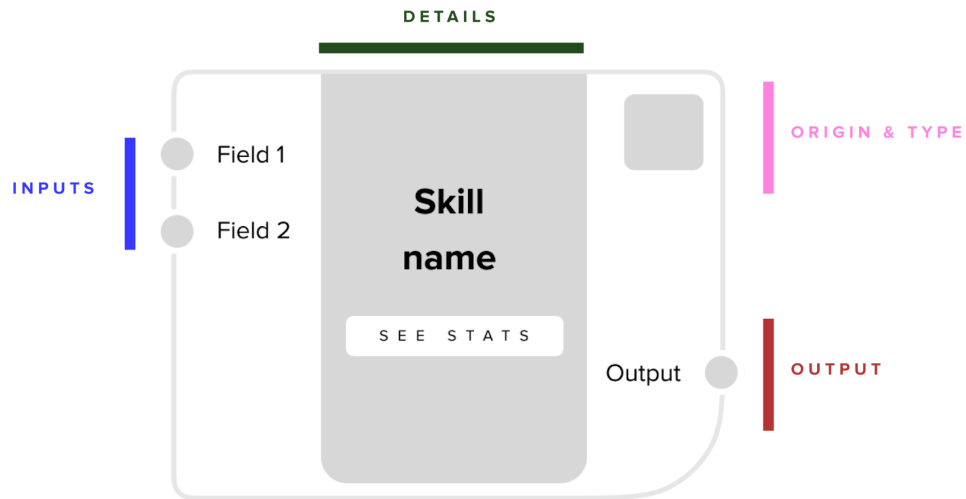 DETAILS
ORIGIN & TYPE
Field 1
INPUTS
Skill
Field 2
name
SEE STATS
Output
OUTPUT